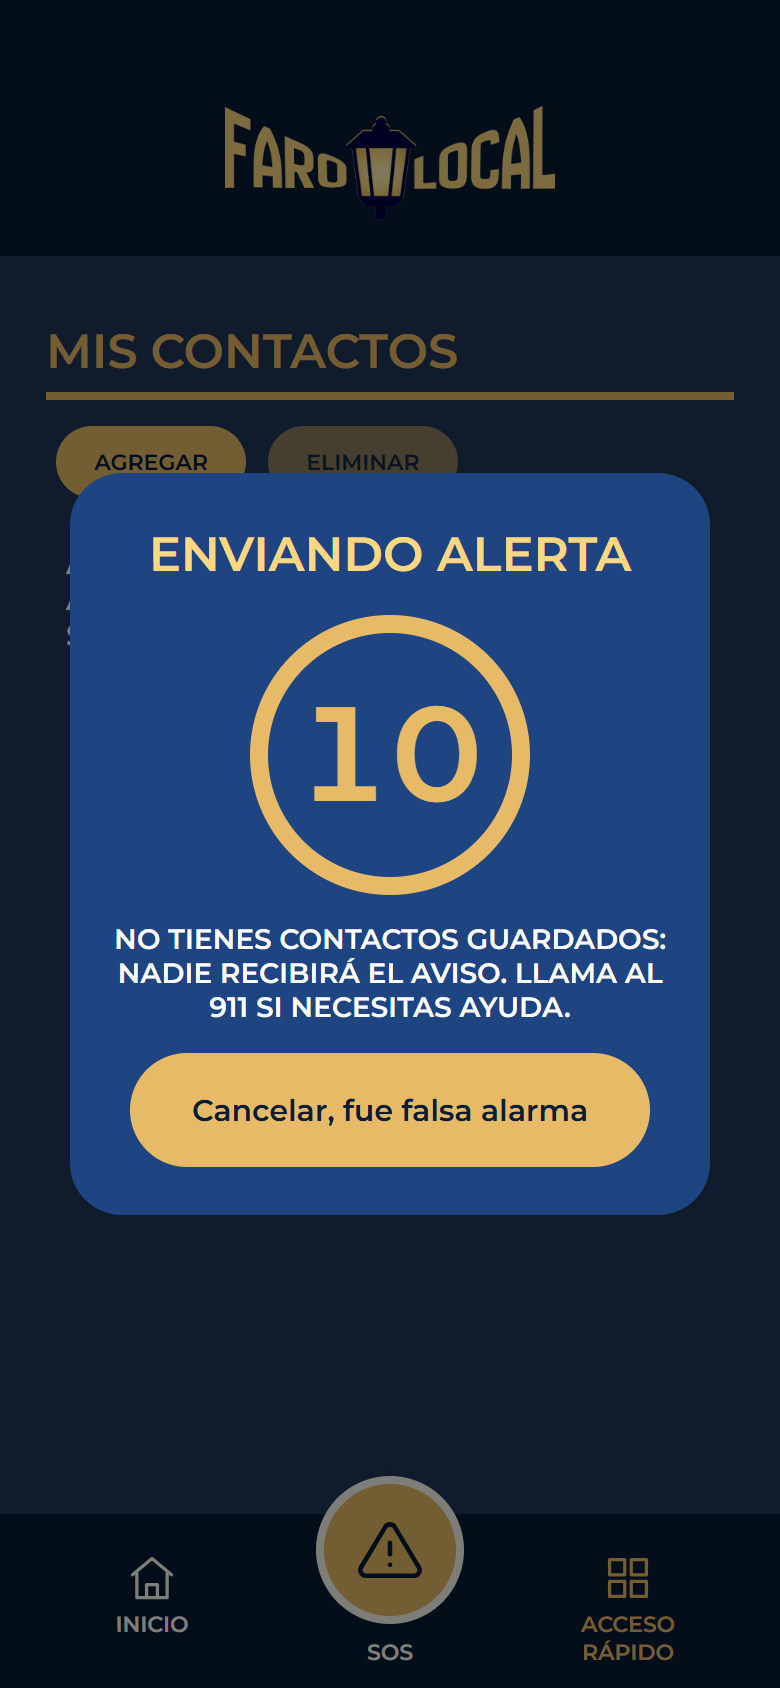 FARO LOCAL
MIS CONTACTOS
AGREGAR
ELIMINAR
ENVIANDO ALERTA
10
NO TIENES CONTACTOS GUARDADOS:
NADIE RECIBIRÁ EL AVISO. LLAMA AL
911 SI NECESITAS AYUDA.
Cancelar, fue falsa alarma
INICIO
SOS
ACCESO
RÁPIDO